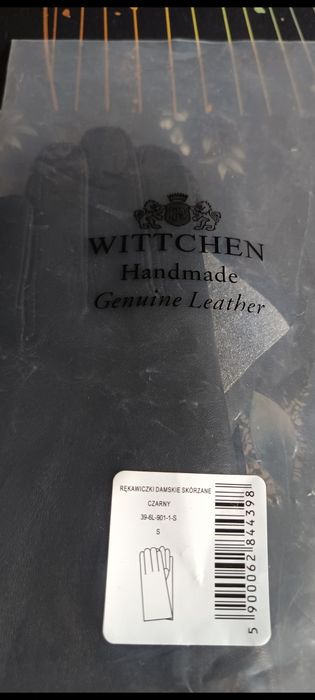 WITTCHEN
Handmade
Genuine Leather
RĘKAWICZKI DAMSKIE SKÓRZANE
CZARNY
39-6L-901-1-S
S
5 900062 844398